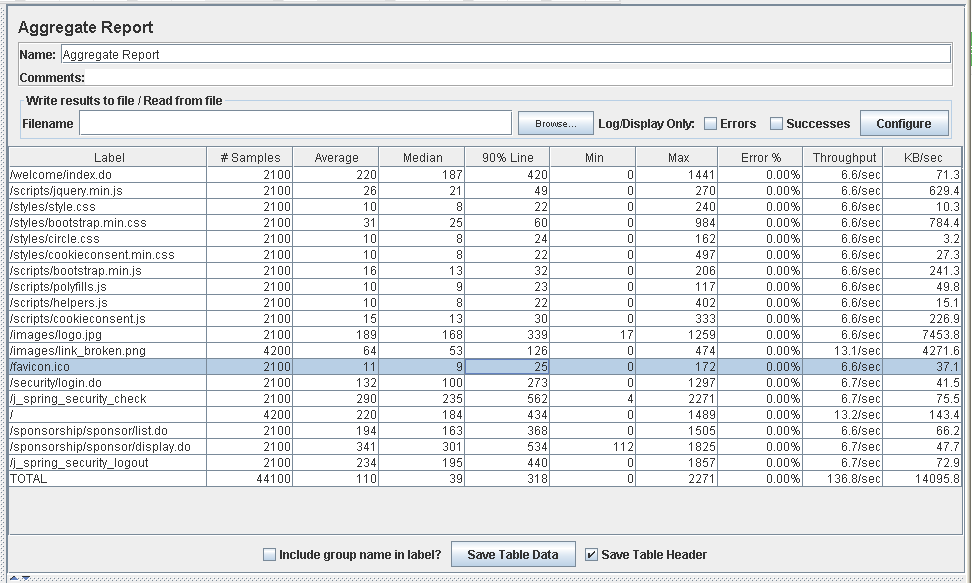 Aggregate Report
Name: Aggregate Report
Comments:
Write results to file / Read from file
Filename Browse... Log/Display Only: Errors Successes Configure
Label # Samples Average Median 90% Line Min Max Error % Throughput KB/sec
/welcome/index.do 2100 220 187 420 0 1441 0.00% 6.6/sec 71.3
/scripts/jquery.min.js 2100 26 21 49 0 270 0.00% 6.6/sec 629.4
/styles/style.css 2100 10 8 22 0 240 0.00% 6.6/sec 10.3
/styles/bootstrap.min.css 2100 31 25 60 0 984 0.00% 6.6/sec 784.4
/styles/circle.css 2100 10 8 24 0 162 0.00% 6.6/sec 3.2
/styles/cookieconsent.min.css 2100 10 8 22 0 497 0.00% 6.6/sec 27.3
/scripts/bootstrap.min.js 2100 16 13 32 0 206 0.00% 6.6/sec 241.3
/scripts/polyfills.js 2100 10 9 23 0 117 0.00% 6.6/sec 49.8
/scripts/helpers.js 2100 10 8 22 0 402 0.00% 6.6/sec 15.1
/scripts/cookieconsent.js 2100 15 13 30 0 333 0.00% 6.6/sec 226.9
/images/logo.jpg 2100 189 168 339 17 1259 0.00% 6.6/sec 7453.8
/images/link_broken.png 4200 64 53 126 0 474 0.00% 13.1/sec 4271.6
/favicon.ico 2100 11 9 25 0 172 0.00% 6.6/sec 37.1
/security/login.do 2100 132 100 273 0 1297 0.00% 6.7/sec 41.5
/j_spring_security_check 2100 290 235 562 4 2271 0.00% 6.7/sec 75.5
/ 4200 220 184 434 0 1489 0.00% 13.2/sec 143.4
/sponsorship/sponsor/list.do 2100 194 163 368 0 1505 0.00% 6.6/sec 66.2
/sponsorship/sponsor/display.do 2100 341 301 534 112 1825 0.00% 6.7/sec 47.7
/j_spring_security_logout 2100 234 195 440 0 1857 0.00% 6.7/sec 72.9
TOTAL 44100 110 39 318 0 2271 0.00% 136.8/sec 14095.8
Include group name in label? Save Table Data Save Table Header